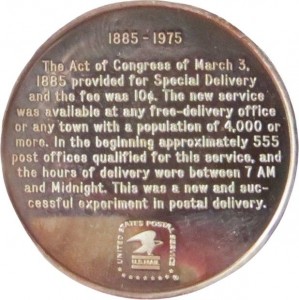 1885-1975
The Act of Congress of March 3,
1885 provided for Special Delivery
and the fee was 10¢. The new service
was available at any free-delivery office
or any town with a population of 4,000 or
more. In the beginning approximately 555
post offices qualified for this service, and
the hours of delivery were between 7 AM
and Midnight. This was a new and suc-
cessful experiment in postal delivery.
UNITED STATES POSTAL SERVICE
U.S.MAIL